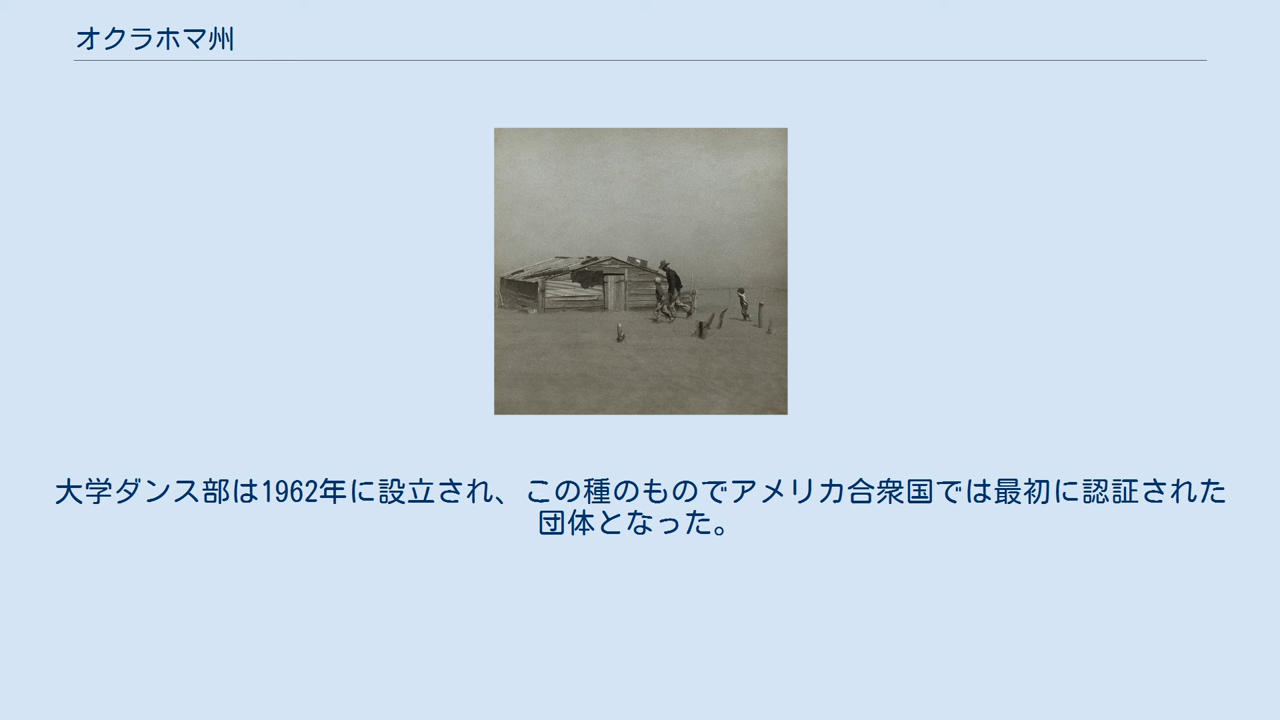 オクラホマ州
大学ダンス部は1962年に設立され、この種のものでアメリカ合衆国では最初に認証された
団体となった。